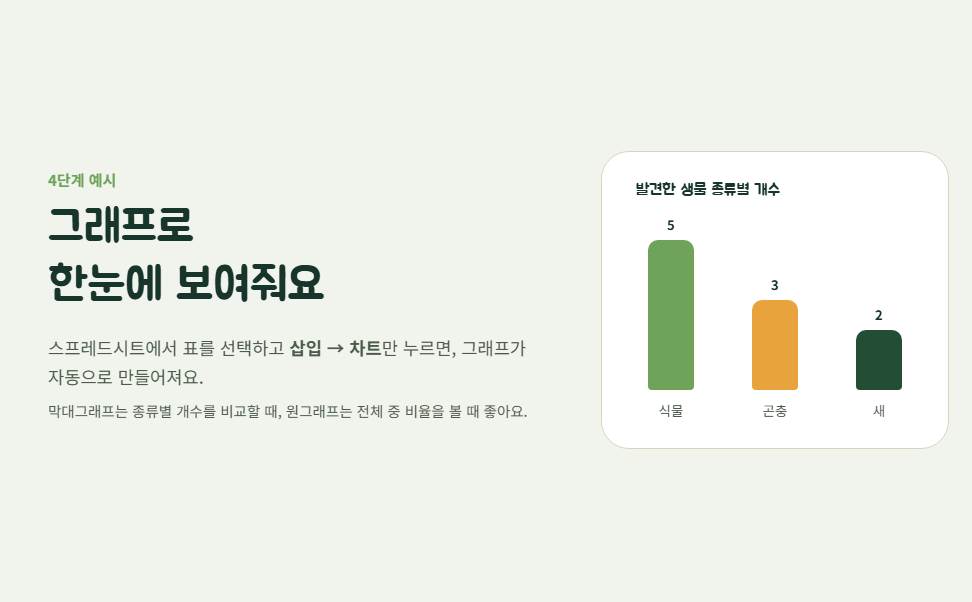 4단계 예시
그래프로
한눈에 보여줘요
스프레드시트에서 표를 선택하고 삽입 → 차트만 누르면, 그래프가
자동으로 만들어져요.
막대그래프는 종류별 개수를 비교할 때, 원그래프는 전체 중 비율을 볼 때 좋아요.
발견한 생물 종류별 개수
5
3
2
식물
곤충
새